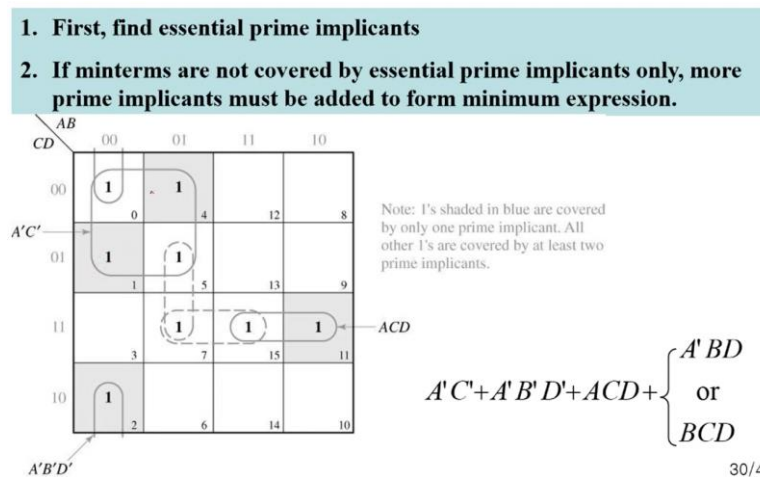 1. First, find essential prime implicants
2. If minterms are not covered by essential prime implicants only, more
prime implicants must be added to form minimum expression.
AB
CD 00 01 11 10
00 1 1
0 4 12 8
A'C'
01 1 1
1 5 13 9
11 1 1 1 ACD
3 7 15 11
10 1
2 6 14 10
A'B'D'
Note: 1's shaded in blue are covered
by only one prime implicant. All
other 1's are covered by at least two
prime implicants.
A'BD
A'C'+A'B'D'+ACD+{ or
BCD
30/4